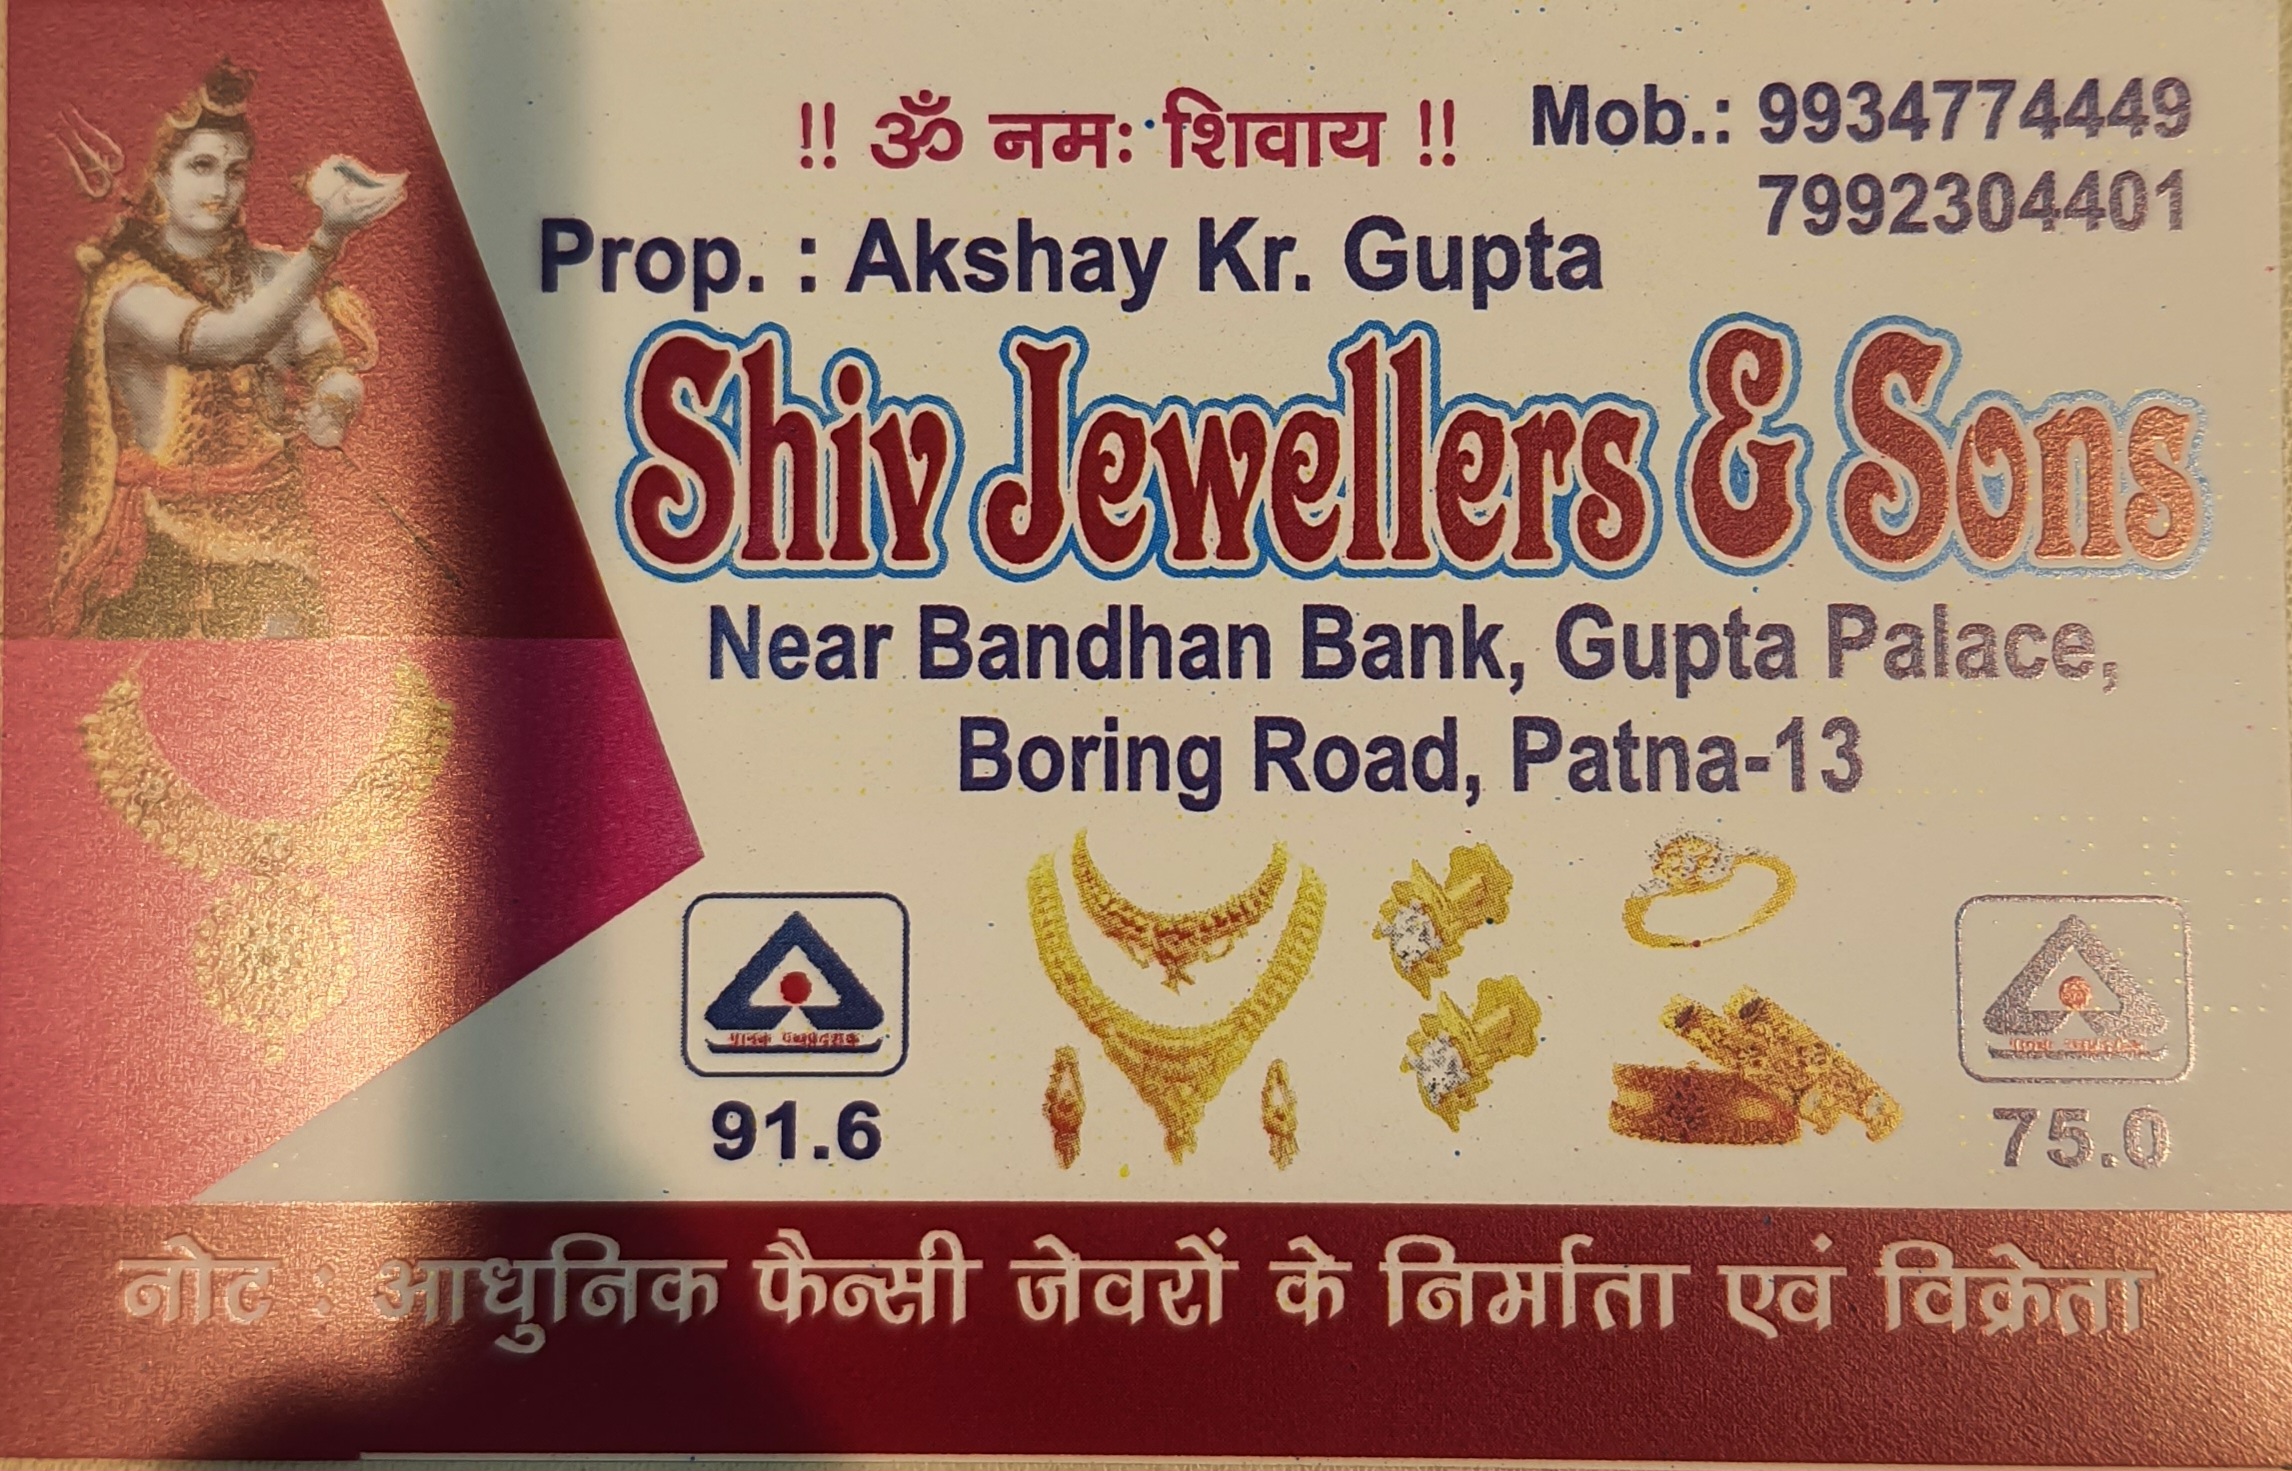 !! ॐ नमः शिवाय !!
Mob.: 9934774449
7992304401
Prop. : Akshay Kr. Gupta
Shiv Jewellers & Sons
Near Bandhan Bank, Gupta Palace,
Boring Road, Patna-13
91.6
75.0
नोट : आधुनिक फैन्सी जेवरों के निर्माता एवं विक्रेता